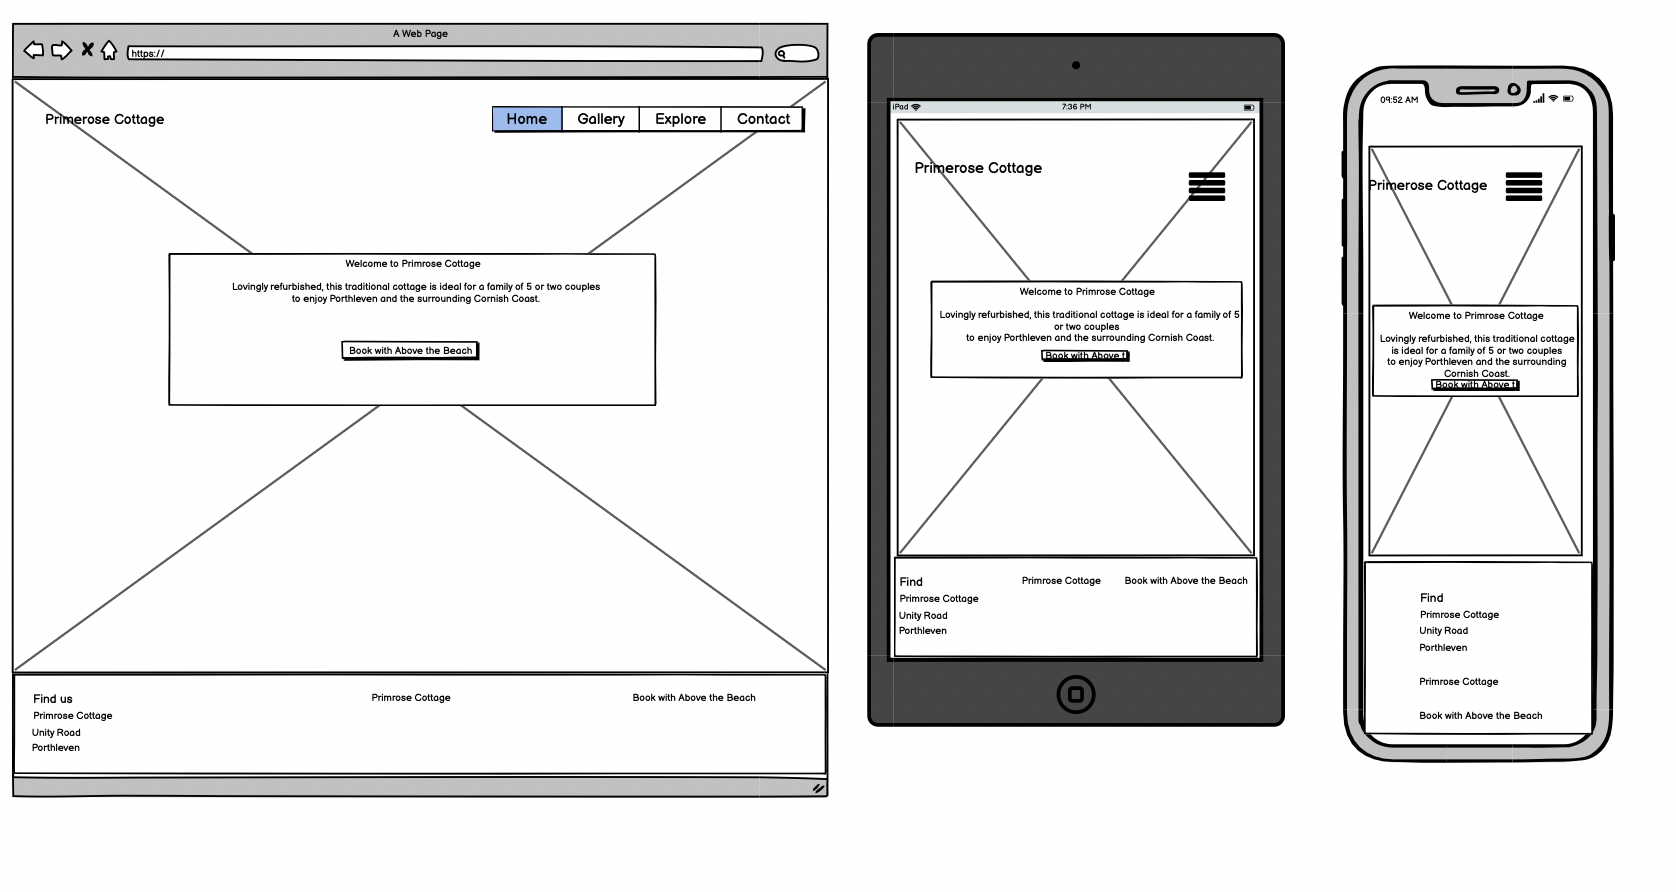 A Web Page
https://
Primerose Cottage
Home Gallery Explore Contact
Welcome to Primrose Cottage
Lovingly refurbished, this traditional cottage is ideal for a family of 5 or two couples
to enjoy Porthleven and the surrounding Cornish Coast.
Book with Above the Beach
Find us
Primrose Cottage
Unity Road
Porthleven
Primrose Cottage
Book with Above the Beach
iPad 7:36 PM
Primerose Cottage
Welcome to Primrose Cottage
Lovingly refurbished, this traditional cottage is ideal for a family of 5
or two couples
to enjoy Porthleven and the surrounding Cornish Coast.
Book with Above t
Find
Primrose Cottage
Unity Road
Porthleven
Primrose Cottage
Book with Above the Beach
09:52 AM
Primerose Cottage
Welcome to Primrose Cottage
Lovingly refurbished, this traditional cottage
is ideal for a family of 5 or two couples
to enjoy Porthleven and the surrounding
Cornish Coast.
Book with Above t
Find
Primrose Cottage
Unity Road
Porthleven
Primrose Cottage
Book with Above the Beach